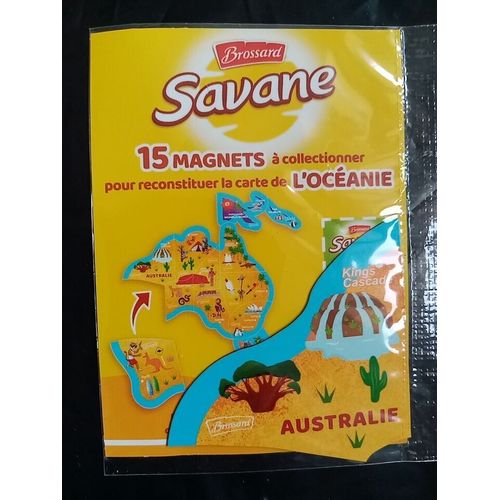 Brossard
Savane
15 MAGNETS à collectionner
pour reconstituer la carte de L'OCÉANIE
AUSTRALIE
Brossard
Kings
Cascad
Brossard
AUSTRALIE